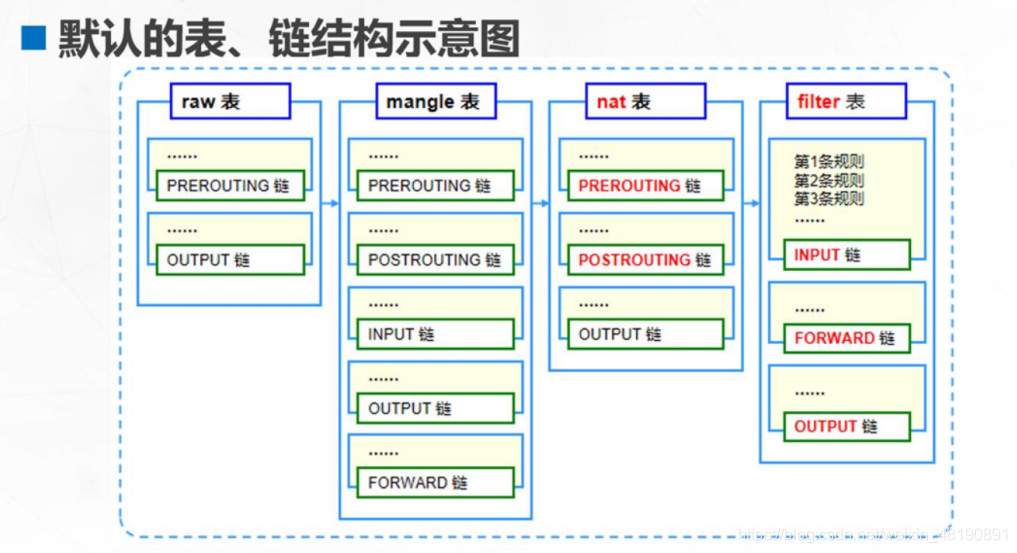 默认的表、链结构示意图
raw 表
......
PREROUTING 链
......
OUTPUT 链
mangle 表
......
PREROUTING 链
......
POSTROUTING 链
......
INPUT 链
......
OUTPUT 链
......
FORWARD 链
nat 表
......
PREROUTING 链
......
POSTROUTING 链
......
OUTPUT 链
filter 表
第1条规则
第2条规则
第3条规则
......
INPUT 链
......
FORWARD 链
......
OUTPUT 链
https://blog.csdn.net/weixin_48190891